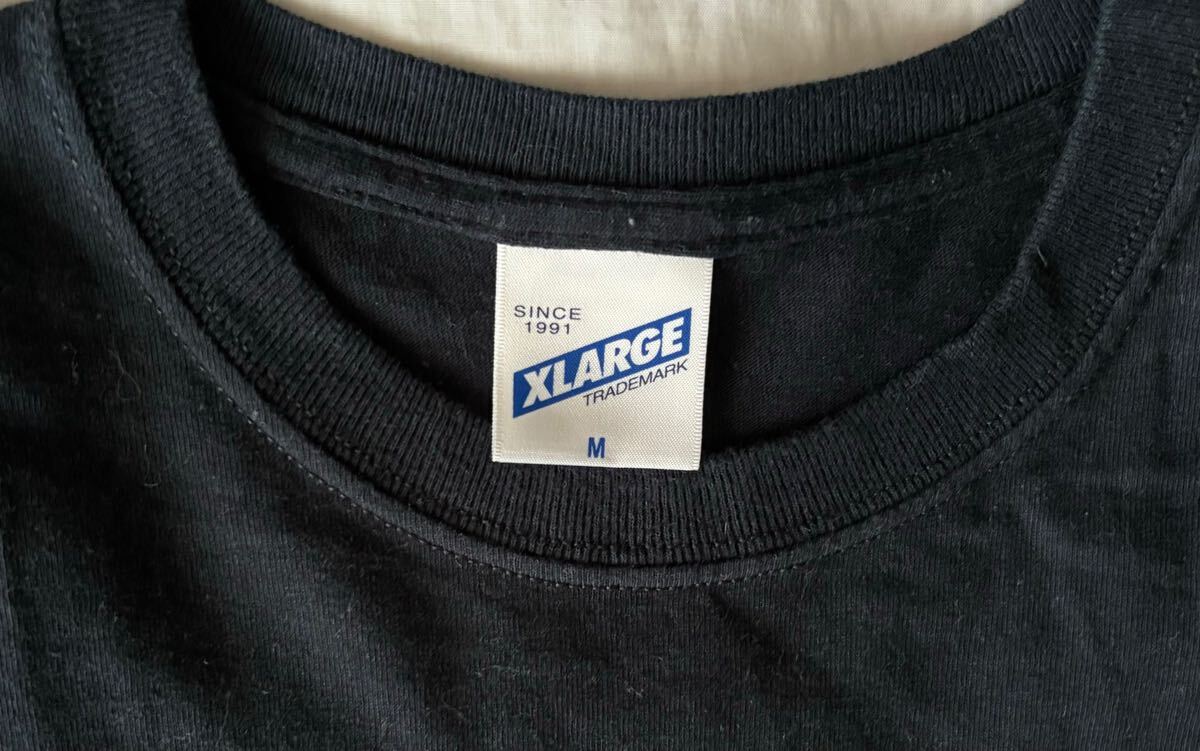 SINCE
1991
XLARGE
TRADEMARK
M